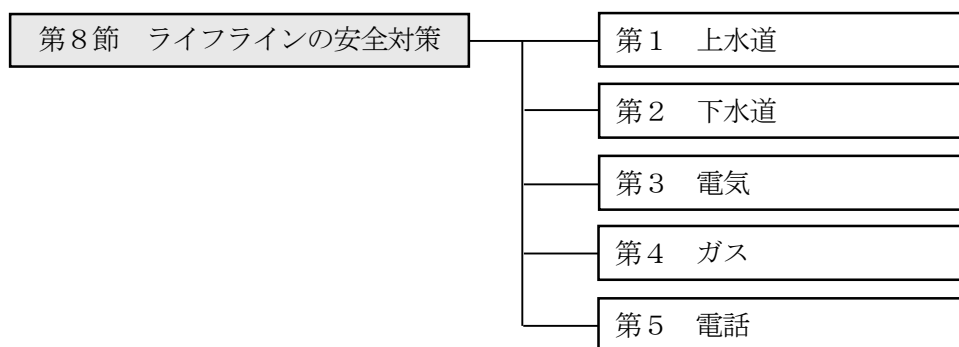 第８節　ライフラインの安全対策
第１　上水道
第２　下水道
第３　電気
第４　ガス
第５　電話